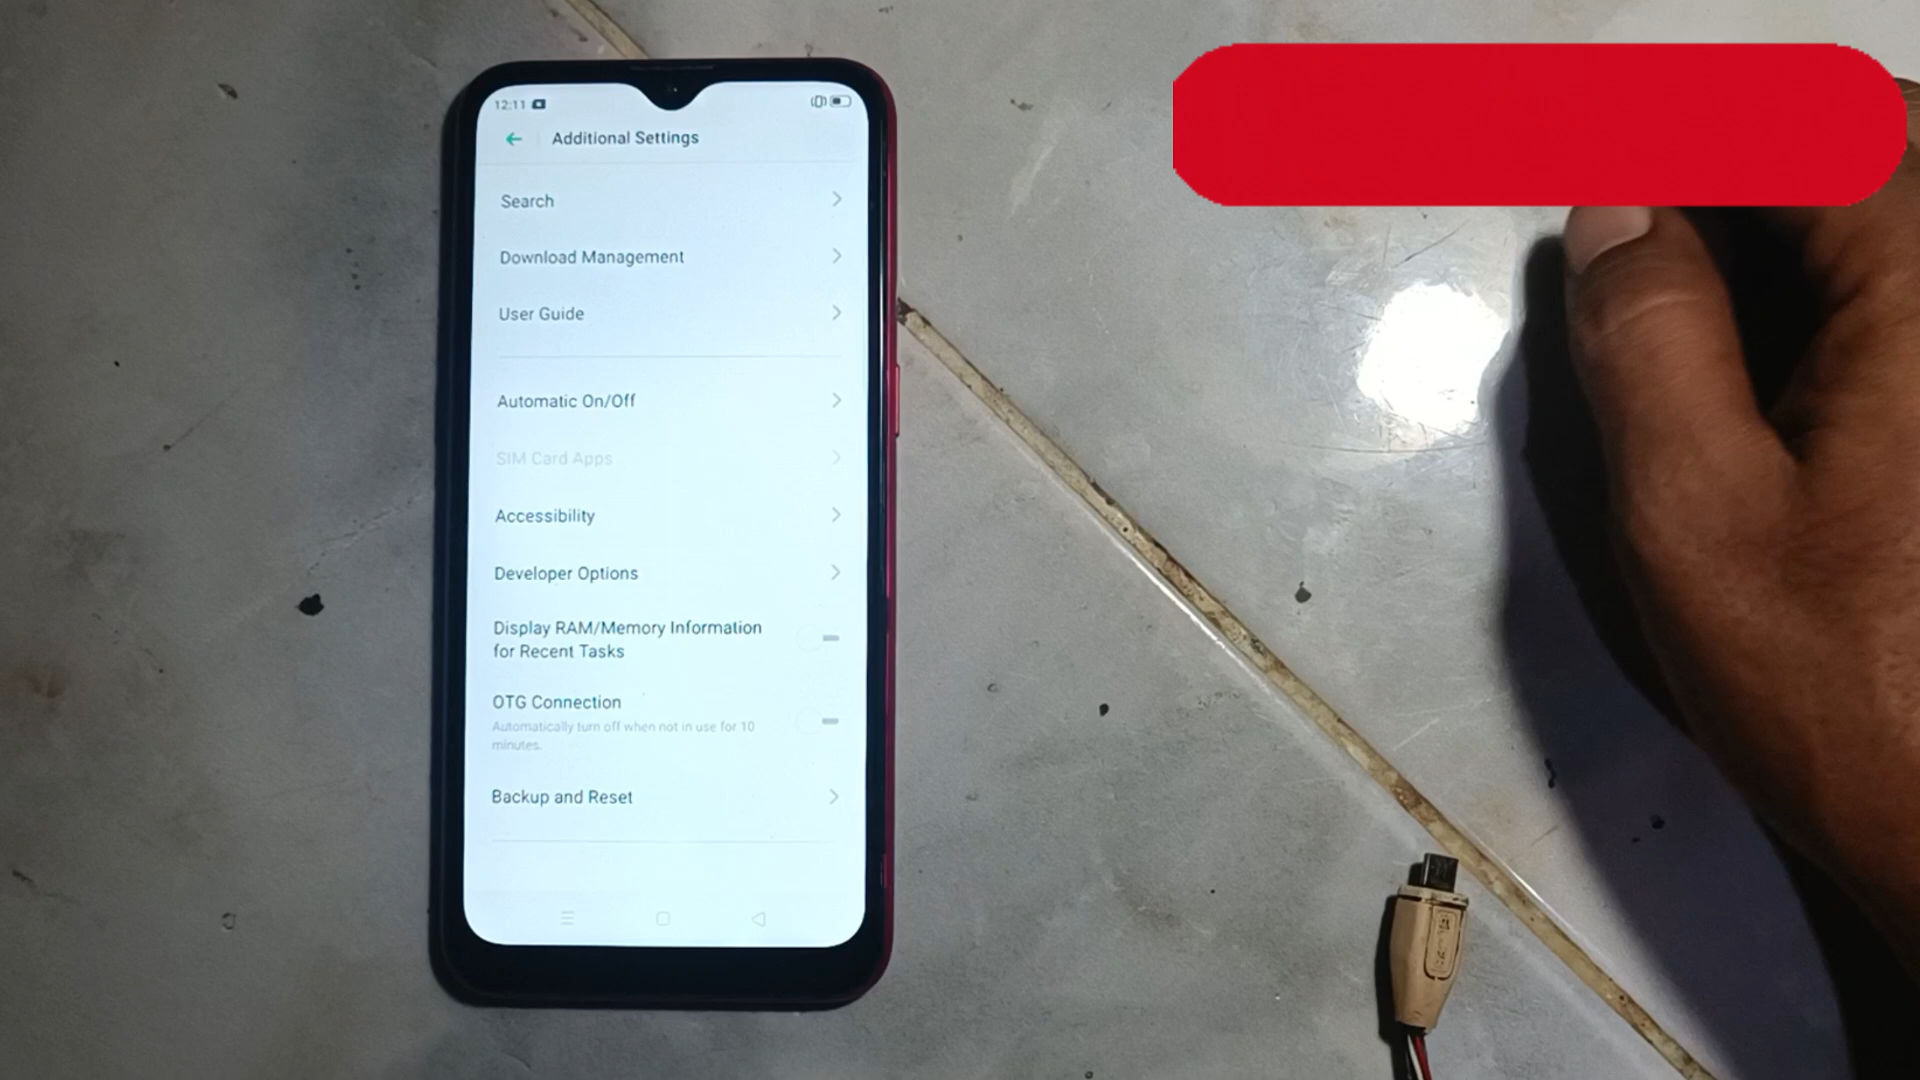 12:11
Additional Settings
Search
Download Management
User Guide
Automatic On/Off
SIM Card Apps
Accessibility
Developer Options
Display RAM/Memory Information
for Recent Tasks
OTG Connection
Automatically turn off when not in use for 10
minutes.
Backup and Reset